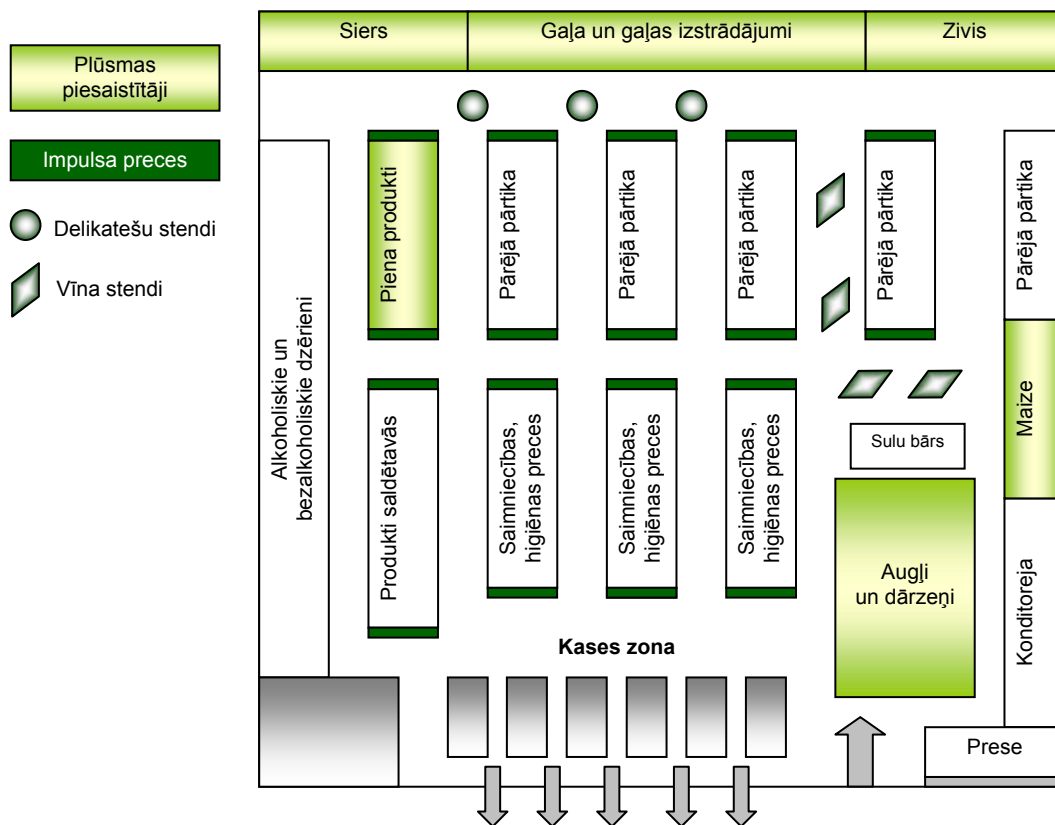 Siers
Gaļa un gaļas izstrādājumi
Zivis
Plūsmas
piesaistītāji
Impulsa preces
Delikatešu stendi
Vīna stendi
Alkoholiskie un
bezalkoholiskie dzērieni
Piena produkti
Pārējā pārtika
Pārējā pārtika
Pārējā pārtika
Pārējā pārtika
Pārējā pārtika
Maize
Sulu bārs
Produkti saldētavās
Saimniecības,
higiēnas preces
Saimniecības,
higiēnas preces
Saimniecības,
higiēnas preces
Augļi
un dārzeņi
Konditoreja
Kases zona
Prese